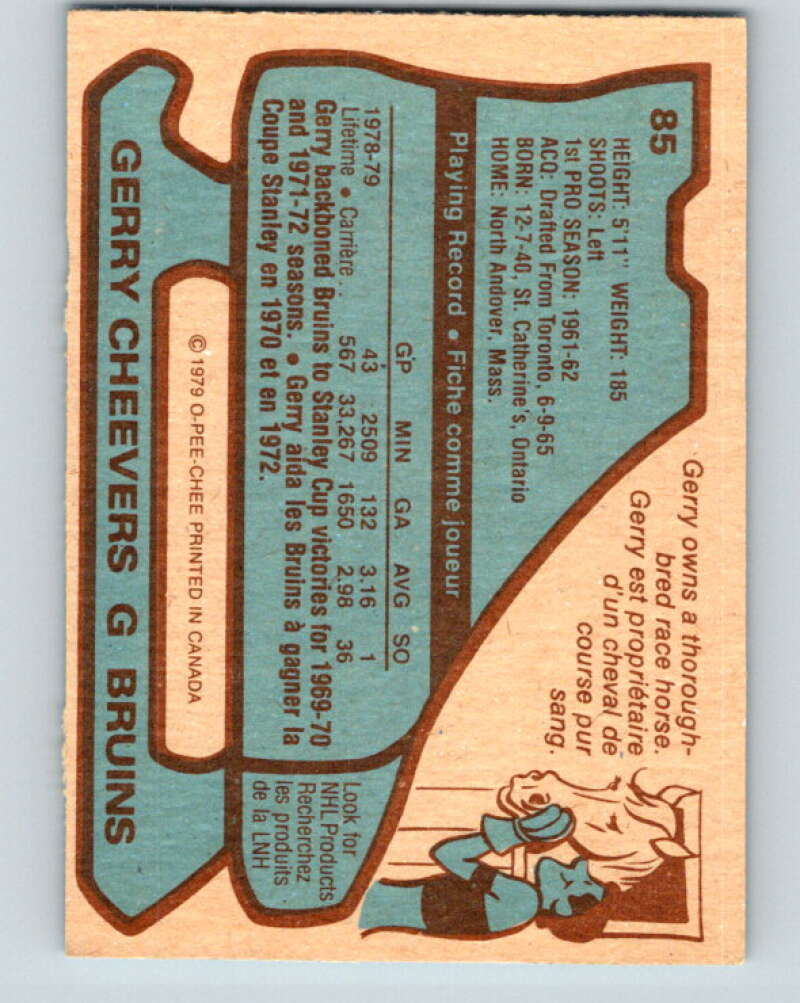 85
HEIGHT: 5'11" WEIGHT: 185
SHOOTS: Left
1st PRO SEASON: 1961-62
ACQ: Drafted From Toronto, 6-9-65
BORN: 12-7-40, St. Catherine's, Ontario
HOME: North Andover, Mass.
Gerry owns a thorough-
bred race horse.
Gerry est propriétaire
d'un cheval de
course pur
sang.
Playing Record • Fiche comme joueur
GP MIN GA AVG SO
1978-79 43 2509 132 3.16 1
Lifetime • Carrière.. 567 33,267 1650 2.98 36
Gerry backboned Bruins to Stanley Cup victories for 1969-70
and 1971-72 seasons. • Gerry aida les Bruins à gagner la
Coupe Stanley en 1970 et en 1972.
Look for
NHL Products
Recherchez
les produits
de la LNH
© 1979 O-PEE-CHEE PRINTED IN CANADA
GERRY CHEEVERS G BRUINS